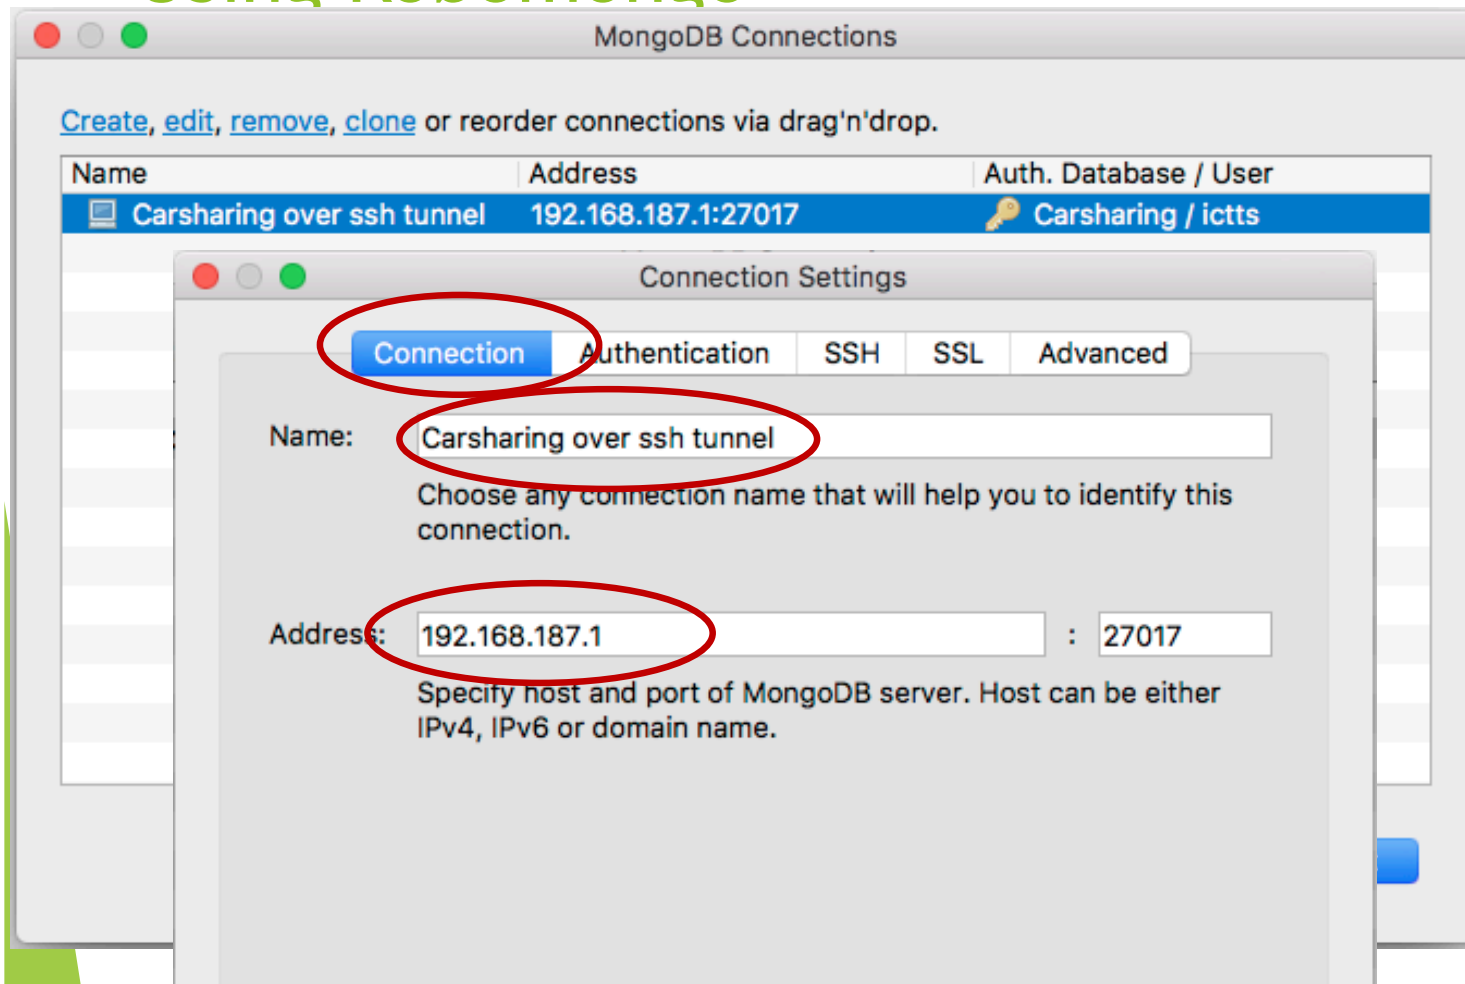 using Robomongo
MongoDB Connections
Create, edit, remove, clone or reorder connections via drag'n'drop.
Name Address Auth. Database / User
Carsharing over ssh tunnel 192.168.187.1:27017 Carsharing / ictts
Connection Settings
Connection Authentication SSH SSL Advanced
Name: Carsharing over ssh tunnel
Choose any connection name that will help you to identify this
connection.
Address: 192.168.187.1 : 27017
Specify host and port of MongoDB server. Host can be either
IPv4, IPv6 or domain name.